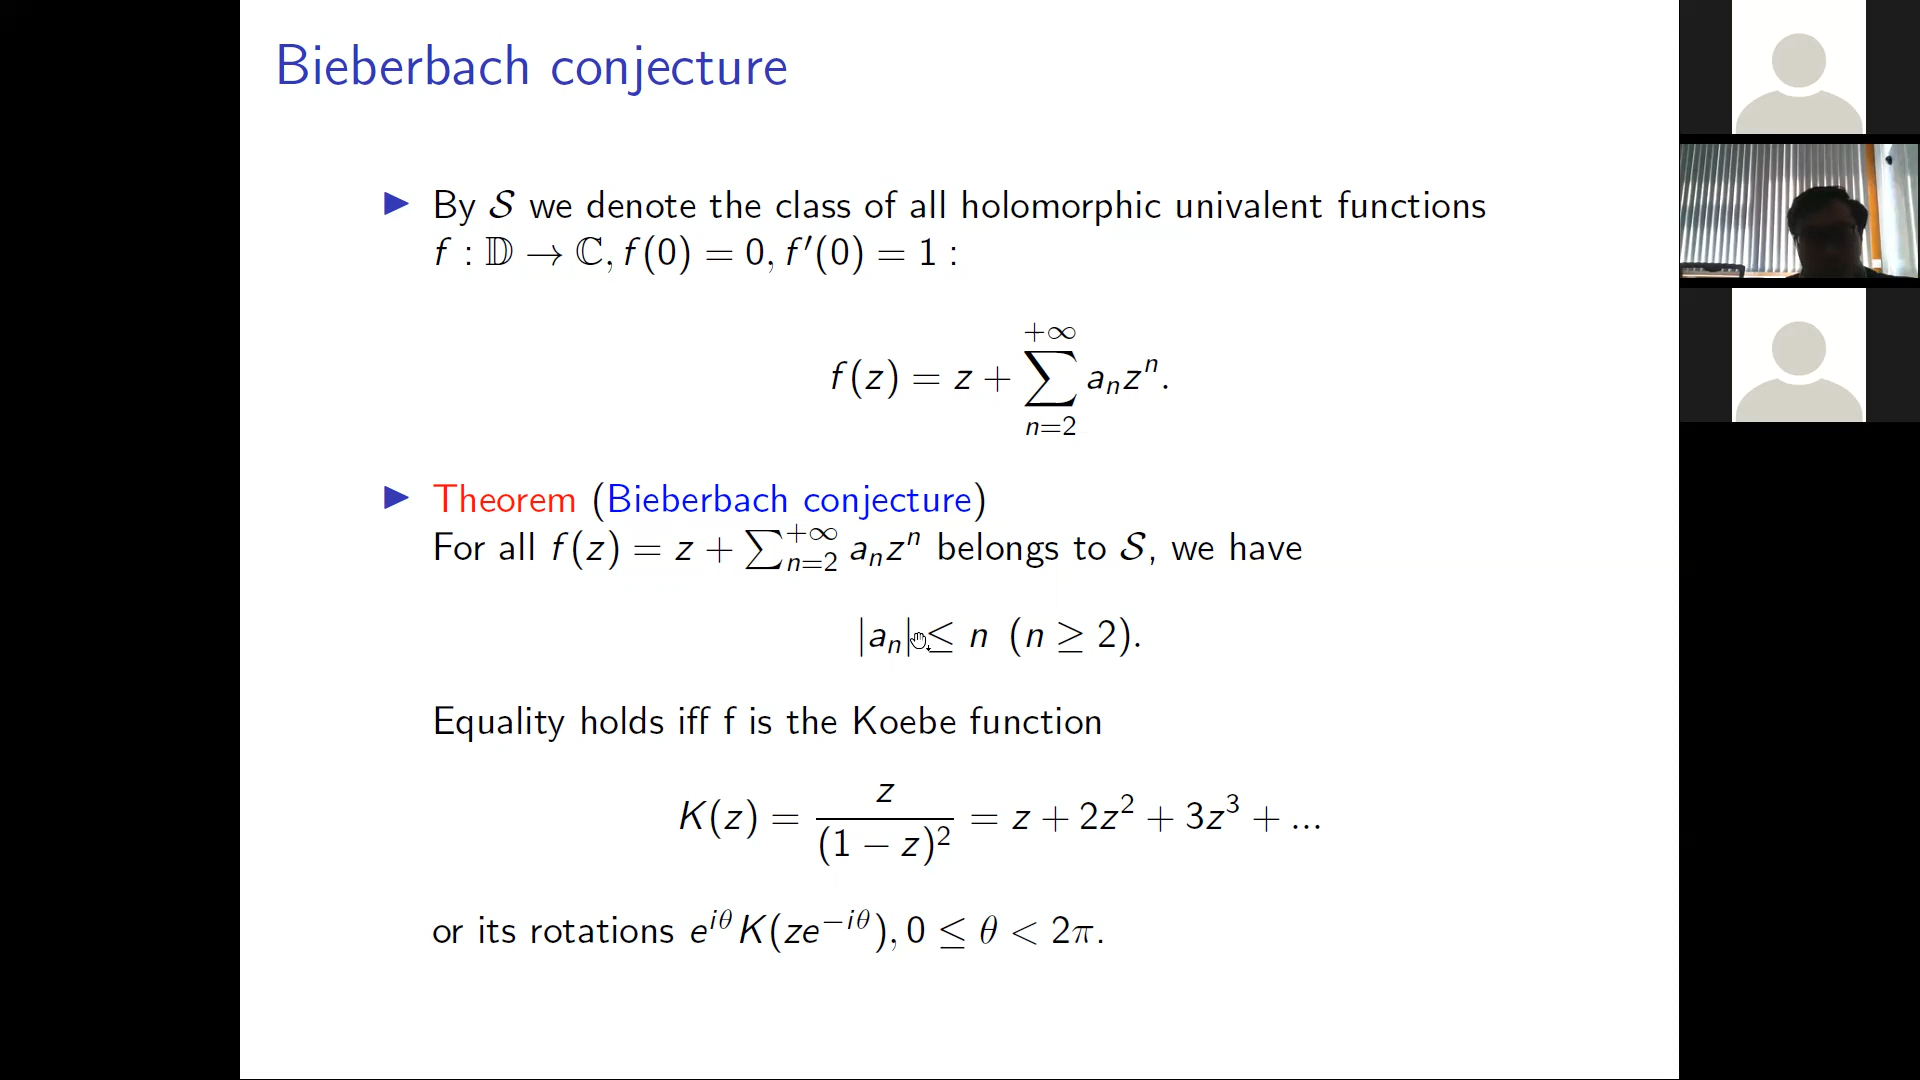 Bieberbach conjecture
▶ By 𝒮 we denote the class of all holomorphic univalent functions
f : 𝔻 → ℂ, f(0) = 0, f′(0) = 1 :
f(z) = z + ∑_{n=2}^{+∞} a_n z^n.
▶ Theorem (Bieberbach conjecture)
For all f(z) = z + ∑_{n=2}^{+∞} a_n z^n belongs to 𝒮, we have
|a_n| ≤ n (n ≥ 2).
Equality holds iff f is the Koebe function
K(z) = z/(1 − z)^2 = z + 2z^2 + 3z^3 + ...
or its rotations e^{iθ} K(ze^{−iθ}), 0 ≤ θ < 2π.